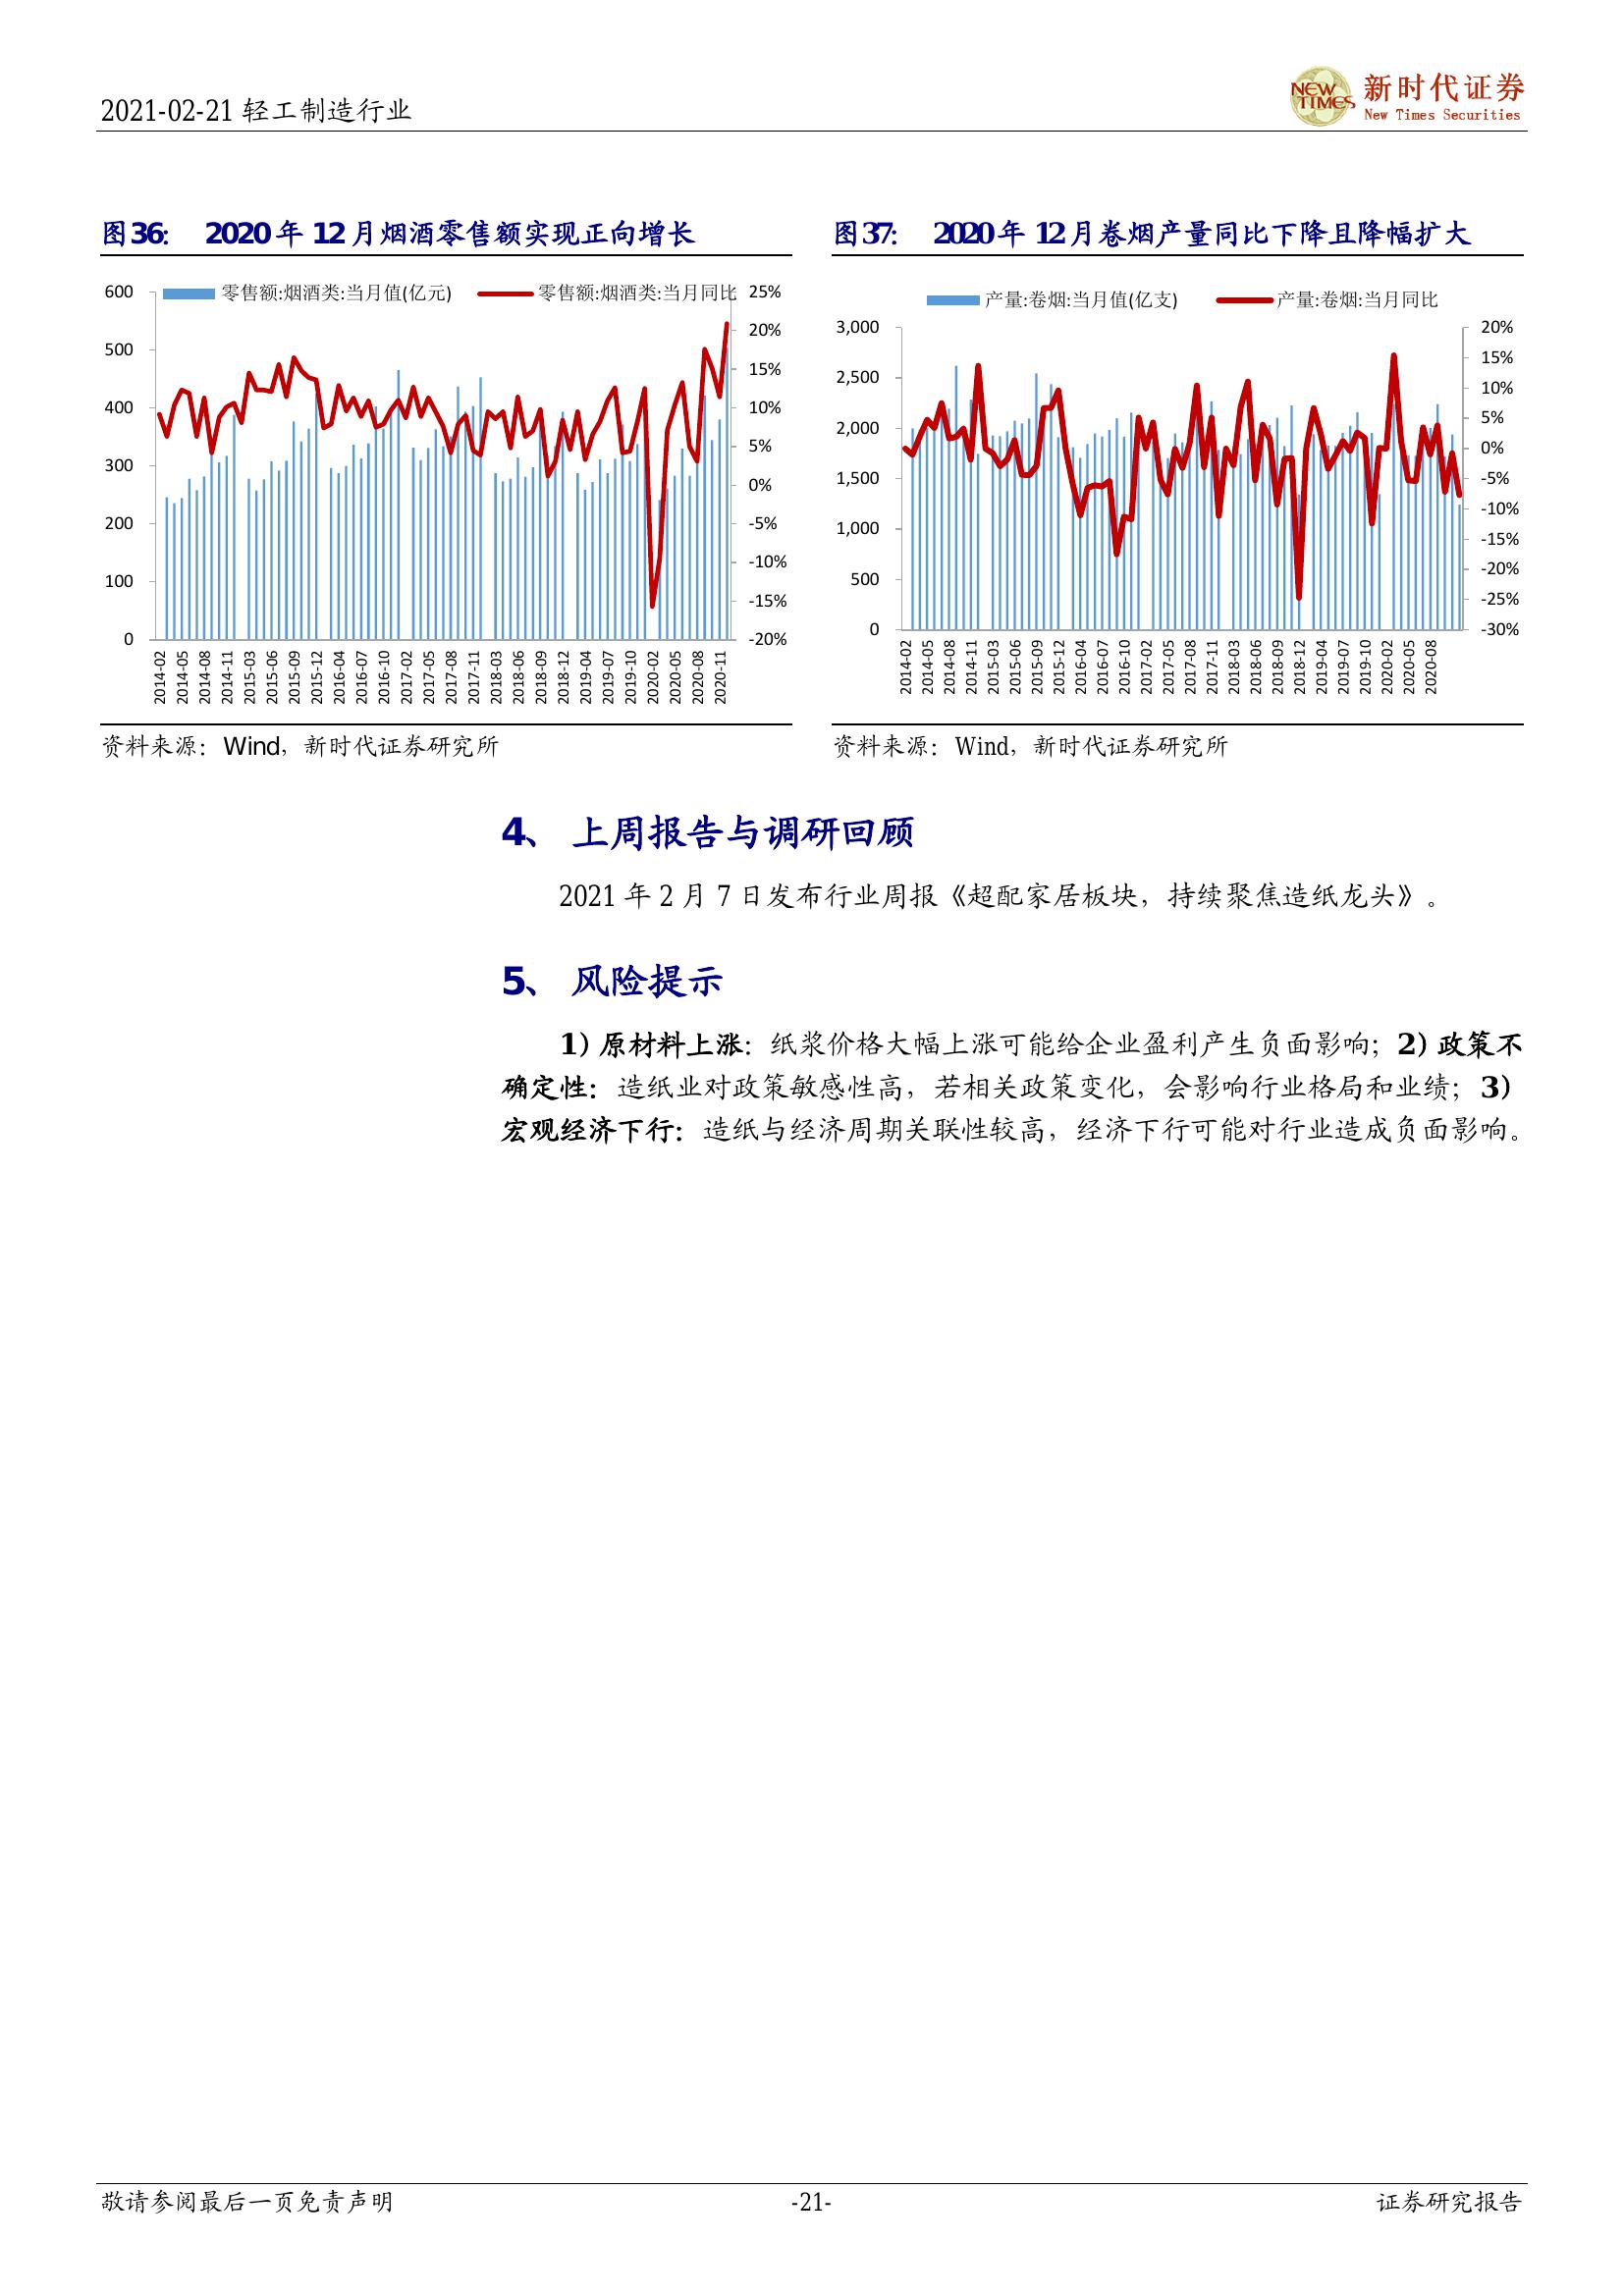 2021-02-21 轻工制造行业
NEW TIMES 新时代证券
New Times Securities
图36： 2020年12月烟酒零售额实现正向增长
零售额:烟酒类:当月值(亿元) 零售额:烟酒类:当月同比
600
500
400
300
200
100
0
25%
20%
15%
10%
5%
0%
-5%
-10%
-15%
-20%
2014-02 2014-05 2014-08 2014-11 2015-03 2015-06 2015-09 2015-12 2016-04 2016-07 2016-10 2017-02 2017-05 2017-08 2017-11 2018-03 2018-06 2018-09 2018-12 2019-04 2019-07 2019-10 2020-02 2020-05 2020-08 2020-11
资料来源：Wind，新时代证券研究所
图37： 2020年12月卷烟产量同比下降且降幅扩大
产量:卷烟:当月值(亿支) 产量:卷烟:当月同比
3,000
2,500
2,000
1,500
1,000
500
0
20%
15%
10%
5%
0%
-5%
-10%
-15%
-20%
-25%
-30%
2014-02 2014-05 2014-08 2014-11 2015-03 2015-06 2015-09 2015-12 2016-04 2016-07 2016-10 2017-02 2017-05 2017-08 2017-11 2018-03 2018-06 2018-09 2018-12 2019-04 2019-07 2019-10 2020-02 2020-05 2020-08
资料来源：Wind，新时代证券研究所
4、 上周报告与调研回顾
2021 年 2 月 7 日发布行业周报《超配家居板块，持续聚焦造纸龙头》。
5、 风险提示
1）原材料上涨：纸浆价格大幅上涨可能给企业盈利产生负面影响；2）政策不
确定性：造纸业对政策敏感性高，若相关政策变化，会影响行业格局和业绩；3）
宏观经济下行：造纸与经济周期关联性较高，经济下行可能对行业造成负面影响。
敬请参阅最后一页免责声明 -21- 证券研究报告